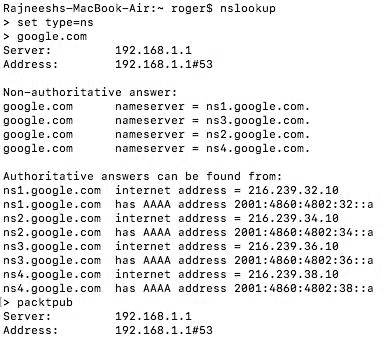 Rajneeshs-MacBook-Air:~ roger$ nslookup
> set type=ns
> google.com
Server:         192.168.1.1
Address:        192.168.1.1#53

Non-authoritative answer:
google.com      nameserver = ns1.google.com.
google.com      nameserver = ns3.google.com.
google.com      nameserver = ns2.google.com.
google.com      nameserver = ns4.google.com.

Authoritative answers can be found from:
ns1.google.com  internet address = 216.239.32.10
ns1.google.com  has AAAA address 2001:4860:4802:32::a
ns2.google.com  internet address = 216.239.34.10
ns2.google.com  has AAAA address 2001:4860:4802:34::a
ns3.google.com  internet address = 216.239.36.10
ns3.google.com  has AAAA address 2001:4860:4802:36::a
ns4.google.com  internet address = 216.239.38.10
ns4.google.com  has AAAA address 2001:4860:4802:38::a
[> packtpub
Server:         192.168.1.1
Address:        192.168.1.1#53